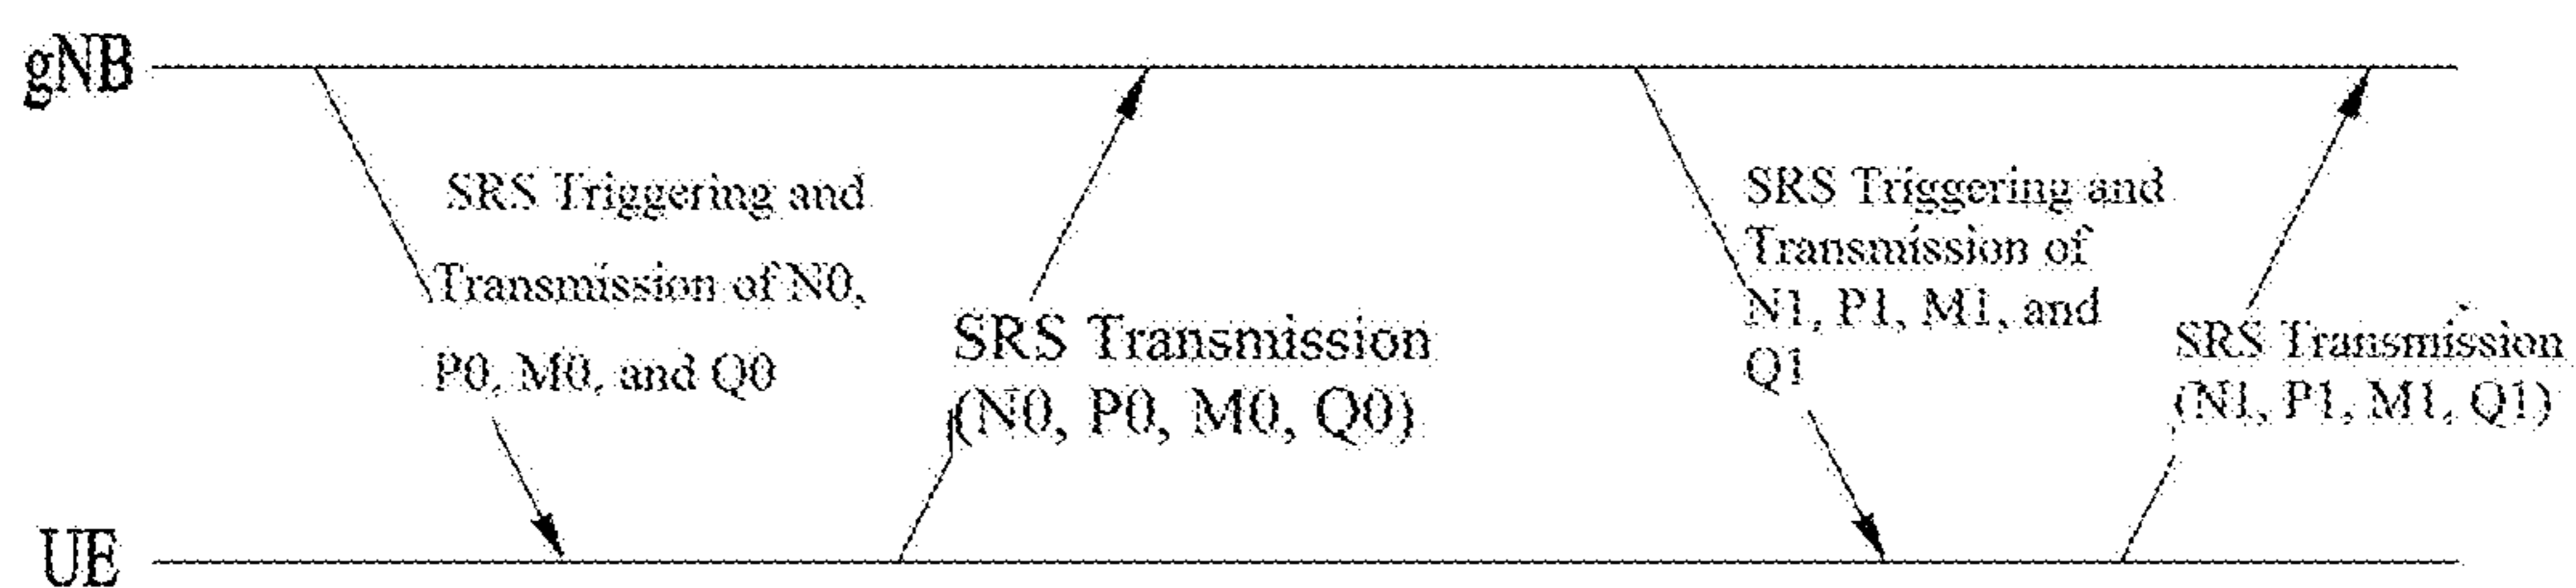 gNB
SRS Triggering and
Transmission of N0,
P0, M0, and Q0
SRS Transmission
(N0, P0, M0, Q0)
SRS Triggering and
Transmission of
N1, P1, M1, and
Q1
SRS Transmission
(N1, P1, M1, Q1)
UE